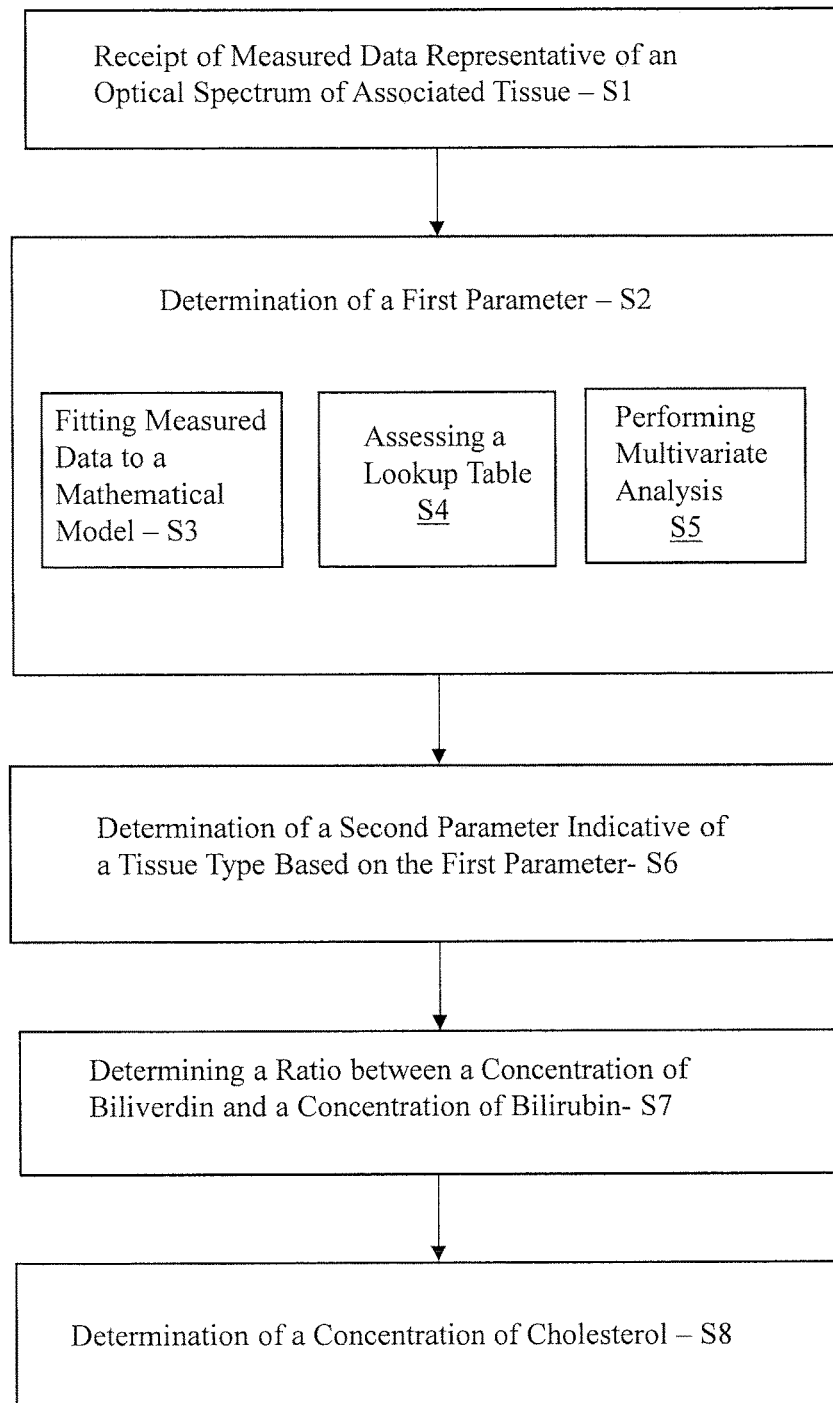 Receipt of Measured Data Representative of an
Optical Spectrum of Associated Tissue – S1
Determination of a First Parameter – S2
Fitting Measured
Data to a
Mathematical
Model – S3
Assessing a
Lookup Table
S4
Performing
Multivariate
Analysis
S5
Determination of a Second Parameter Indicative of
a Tissue Type Based on the First Parameter- S6
Determining a Ratio between a Concentration of
Biliverdin and a Concentration of Bilirubin- S7
Determination of a Concentration of Cholesterol – S8